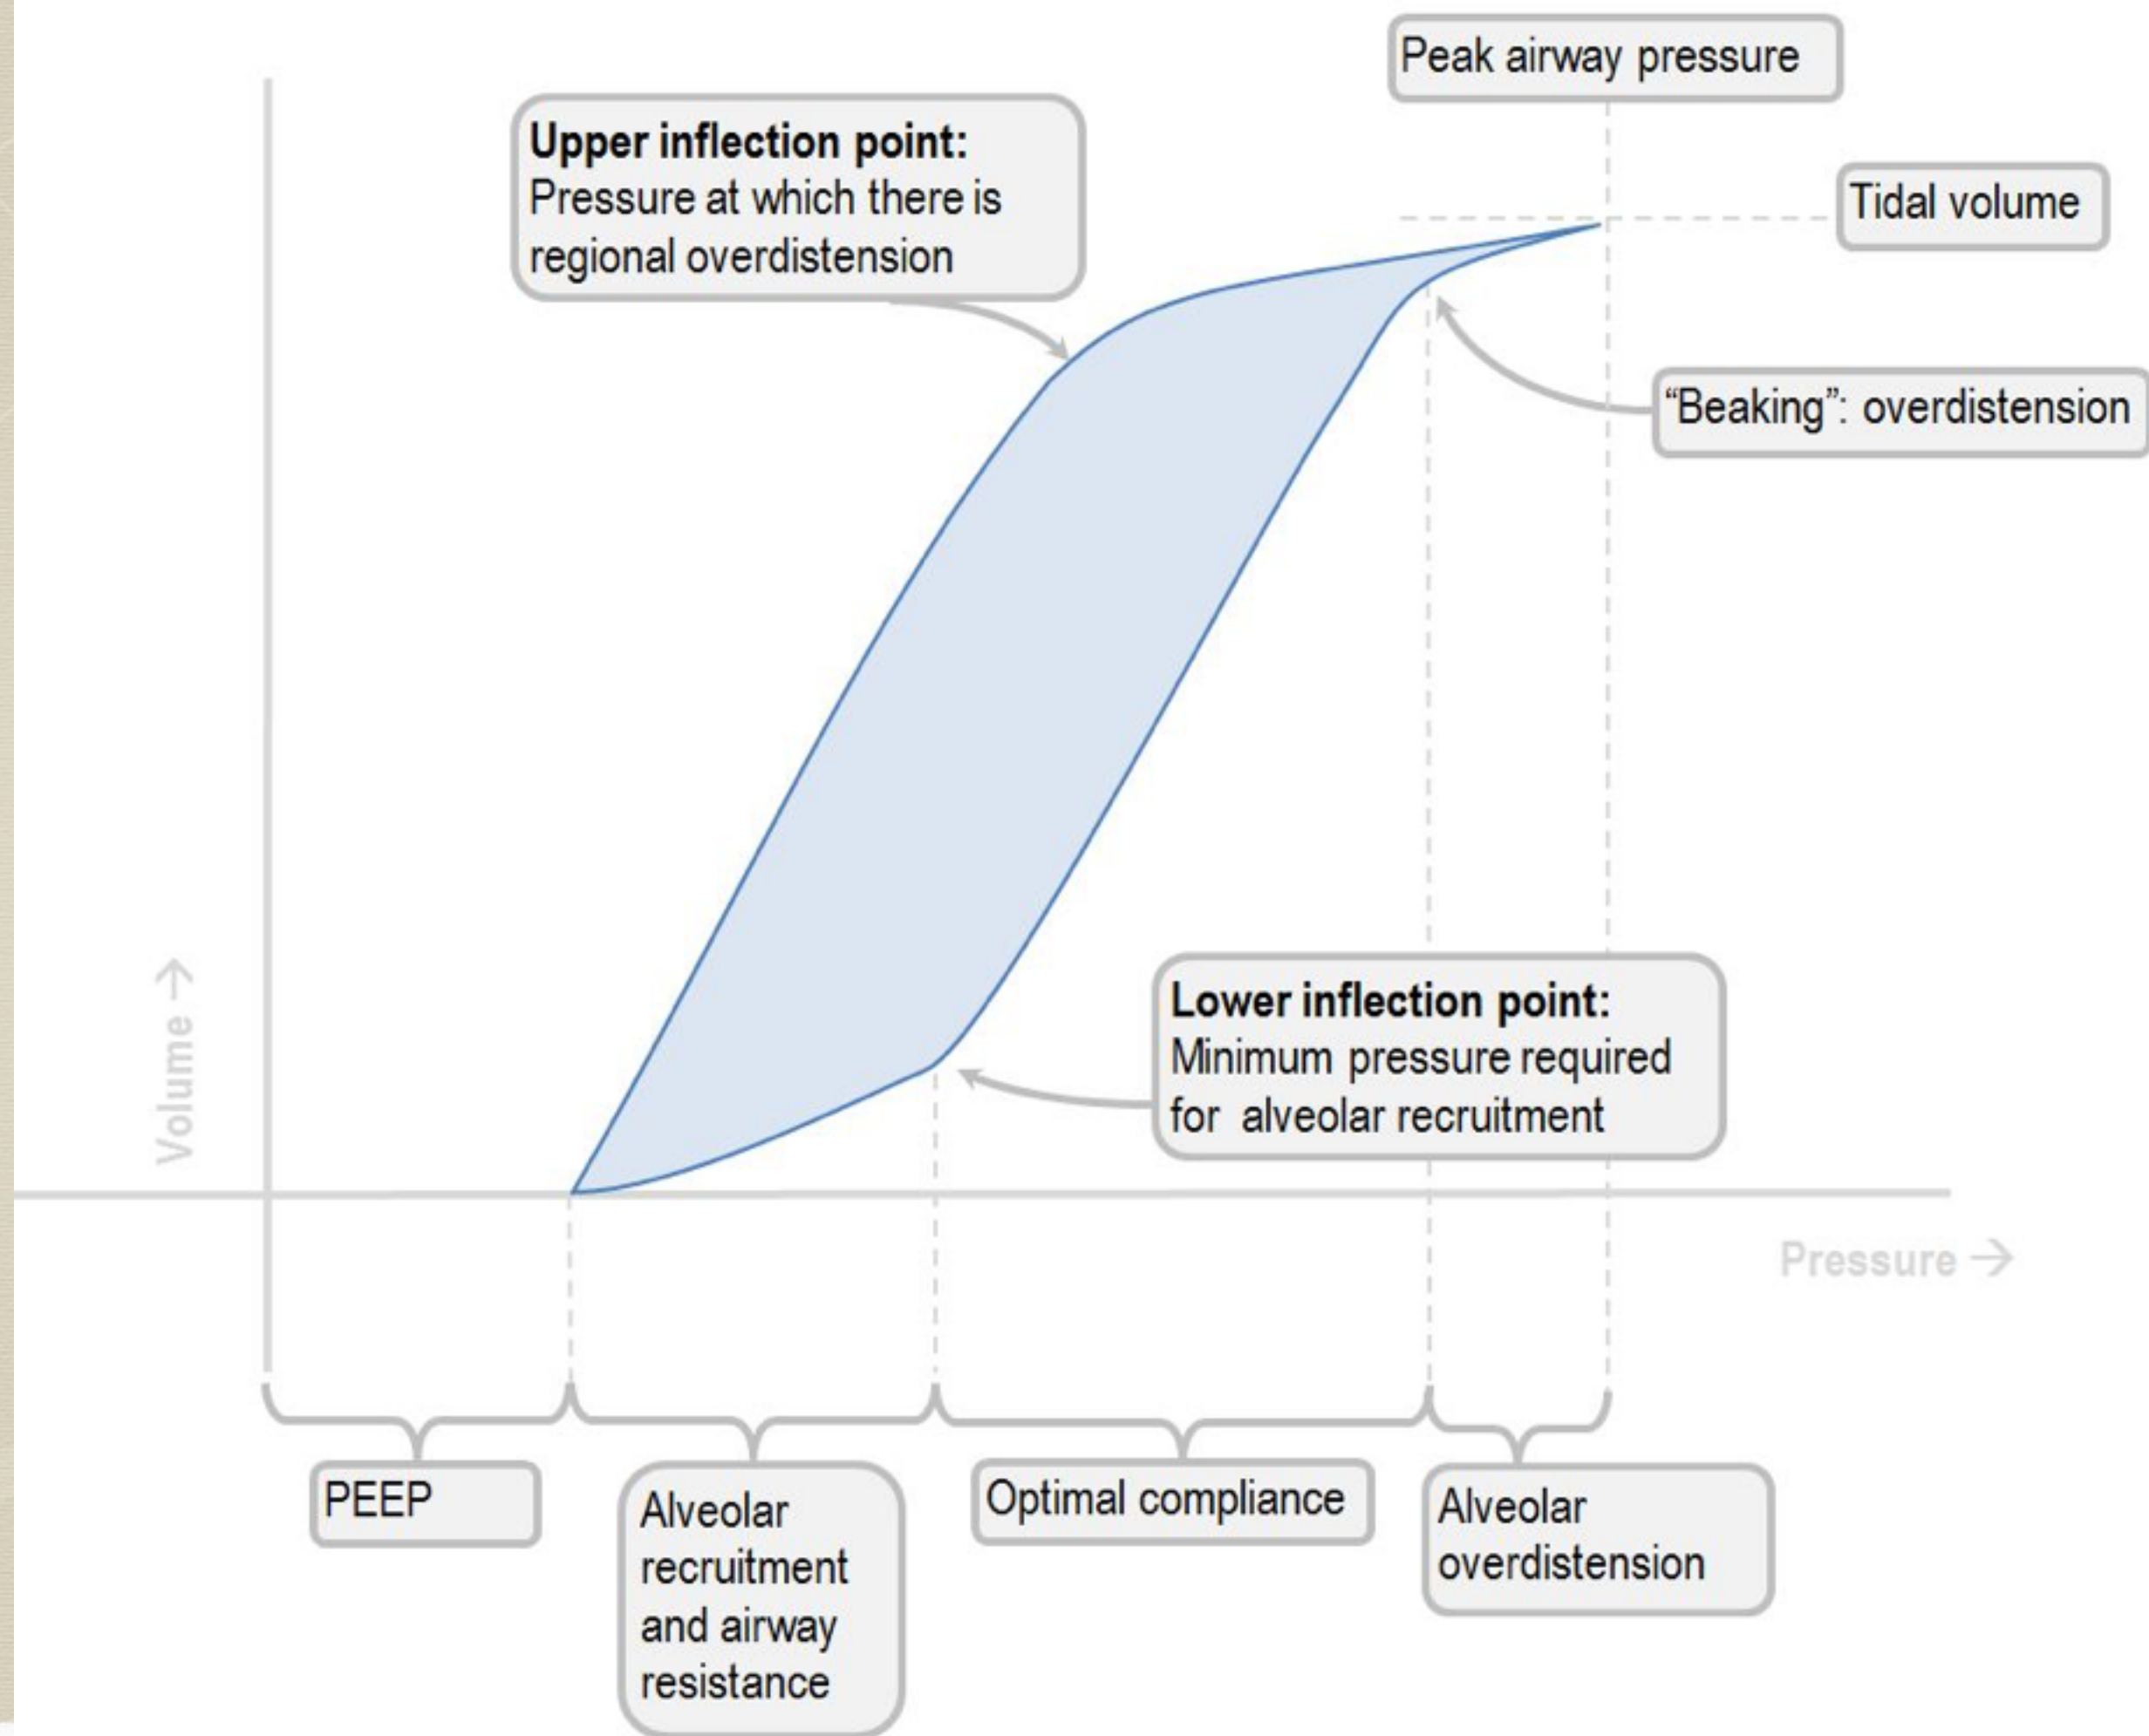 Peak airway pressure
Upper inflection point:
Pressure at which there is
regional overdistension
Tidal volume
“Beaking”: overdistension
Lower inflection point:
Minimum pressure required
for alveolar recruitment
Volume →
Pressure →
PEEP
Alveolar
recruitment
and airway
resistance
Optimal compliance
Alveolar
overdistension